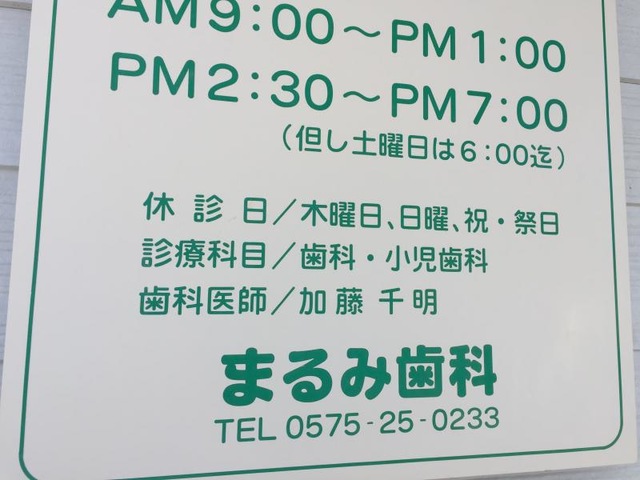 AM9:00～PM1:00
PM2:30～PM7:00
(但し土曜日は6:00迄)
休 診 日／木曜日、日曜、祝・祭日
診療科目／歯科・小児歯科
歯科医師／加 藤 千 明
まるみ歯科
TEL 0575-25-0233